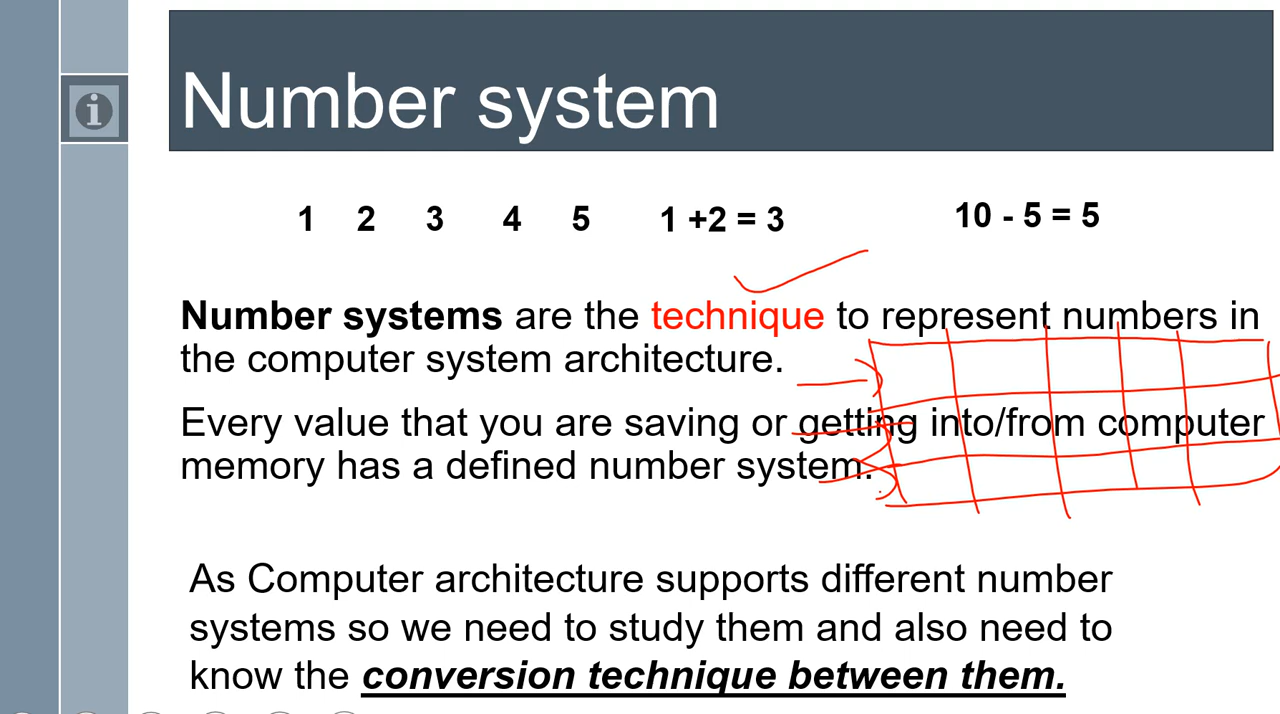 Number system
1 2 3 4 5 1 +2 = 3 10 - 5 = 5
Number systems are the technique to represent numbers in
the computer system architecture.
Every value that you are saving or getting into/from computer
memory has a defined number system.
As Computer architecture supports different number
systems so we need to study them and also need to
know the conversion technique between them.